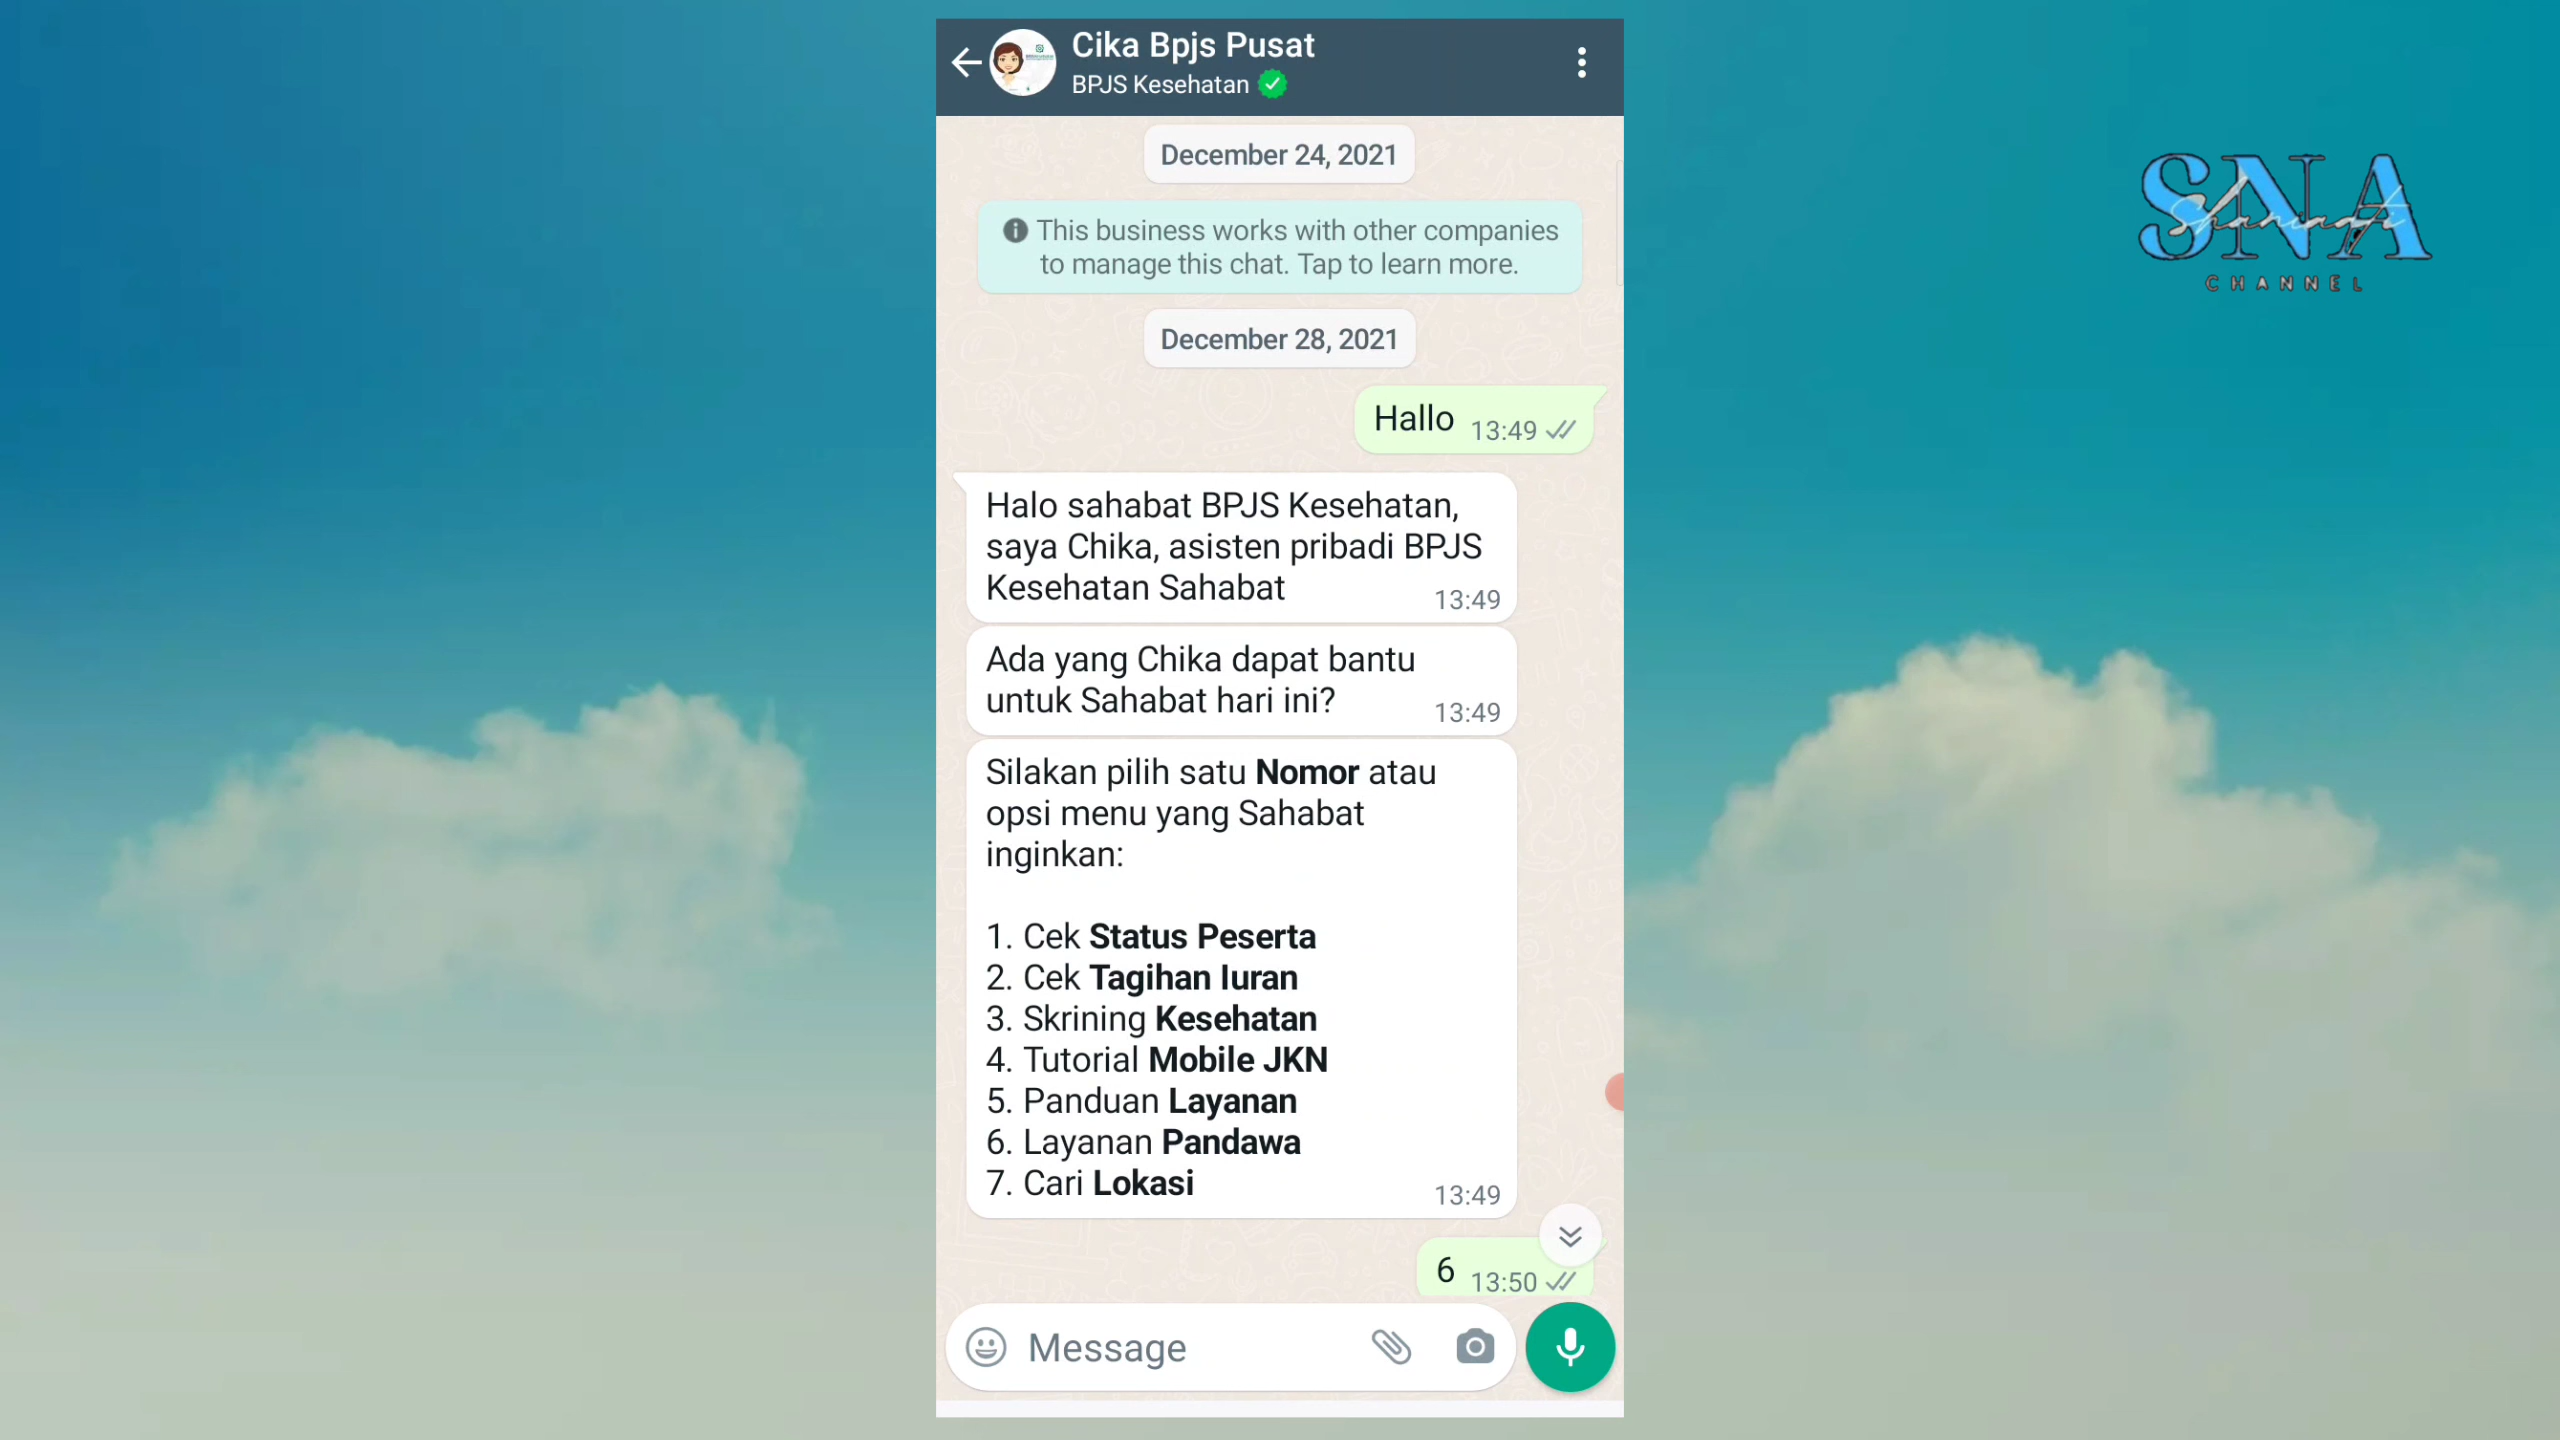 Cika Bpjs Pusat
BPJS Kesehatan
SNA
CHANNEL
December 24, 2021
This business works with other companies
to manage this chat. Tap to learn more.
December 28, 2021
Hallo 13:49
Halo sahabat BPJS Kesehatan,
saya Chika, asisten pribadi BPJS
Kesehatan Sahabat 13:49
Ada yang Chika dapat bantu
untuk Sahabat hari ini? 13:49
Silakan pilih satu Nomor atau
opsi menu yang Sahabat
inginkan:
1. Cek Status Peserta
2. Cek Tagihan Iuran
3. Skrining Kesehatan
4. Tutorial Mobile JKN
5. Panduan Layanan
6. Layanan Pandawa
7. Cari Lokasi 13:49
6 13:50
Message